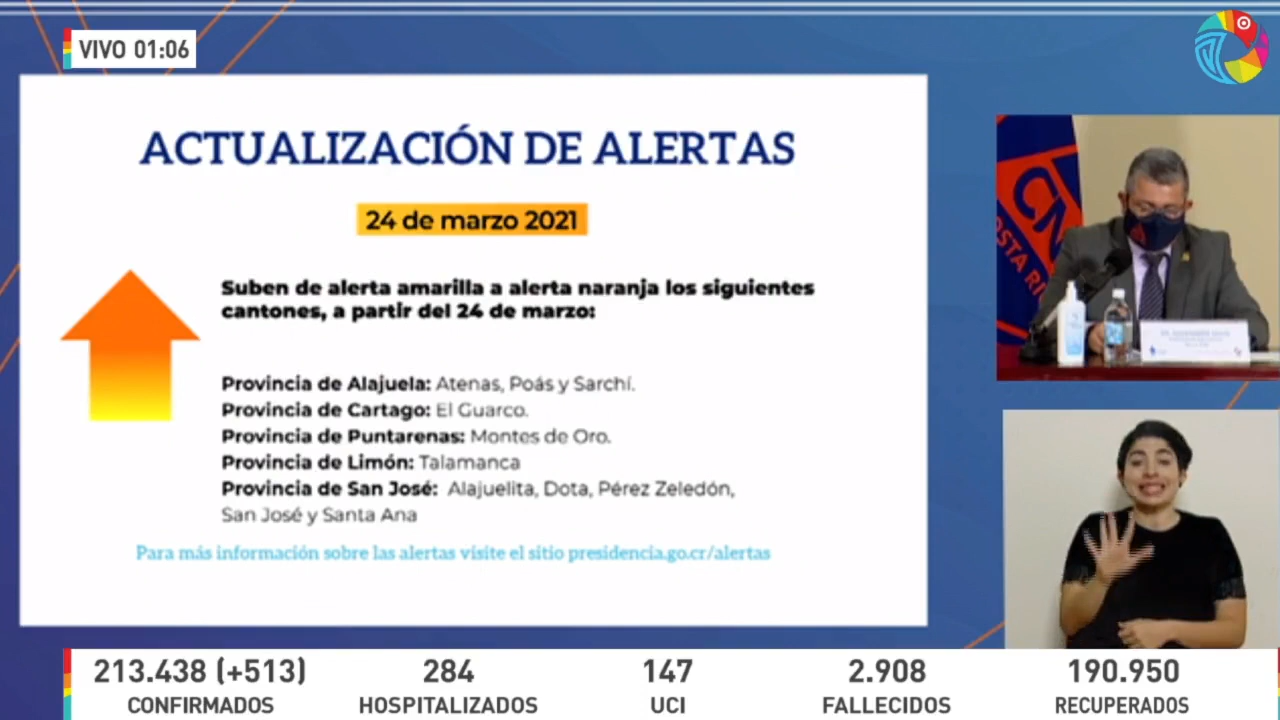 VIVO 01:06
ACTUALIZACIÓN DE ALERTAS
24 de marzo 2021
Suben de alerta amarilla a alerta naranja los siguientes
cantones, a partir del 24 de marzo:
Provincia de Alajuela: Atenas, Poás y Sarchí.
Provincia de Cartago: El Guarco.
Provincia de Puntarenas: Montes de Oro.
Provincia de Limón: Talamanca
Provincia de San José: Alajuelita, Dota, Pérez Zeledón,
San José y Santa Ana
Para más información sobre las alertas visite el sitio presidencia.go.cr/alertas
CN
OSTA RI
213.438 (+513) 284 147 2.908 190.950
CONFIRMADOS HOSPITALIZADOS UCI FALLECIDOS RECUPERADOS